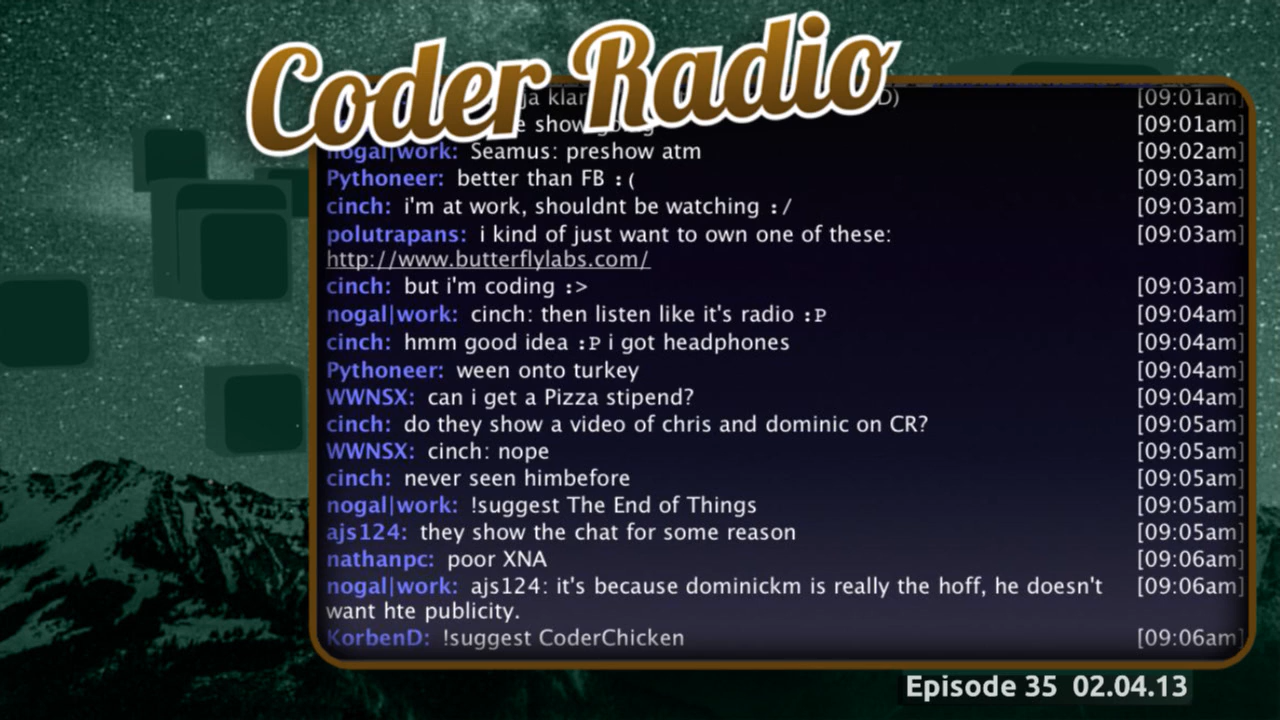 Coder Radio
ja klar D) [09:01am]
e show going [09:01am]
nogal|work: Seamus: preshow atm [09:02am]
Pythoneer: better than FB :( [09:03am]
cinch: i'm at work, shouldnt be watching :/ [09:03am]
polutrapans: i kind of just want to own one of these: [09:03am]
http://www.butterflylabs.com/
cinch: but i'm coding :> [09:03am]
nogal|work: cinch: then listen like it's radio :P [09:04am]
cinch: hmm good idea :P i got headphones [09:04am]
Pythoneer: ween onto turkey [09:04am]
WWNSX: can i get a Pizza stipend? [09:04am]
cinch: do they show a video of chris and dominic on CR? [09:05am]
WWNSX: cinch: nope [09:05am]
cinch: never seen himbefore [09:05am]
nogal|work: !suggest The End of Things [09:05am]
ajs124: they show the chat for some reason [09:05am]
nathanpc: poor XNA [09:06am]
nogal|work: ajs124: it's because dominickm is really the hoff, he doesn't [09:06am]
want hte publicity.
KorbenD: !suggest CoderChicken [09:06am]
Episode 35 02.04.13